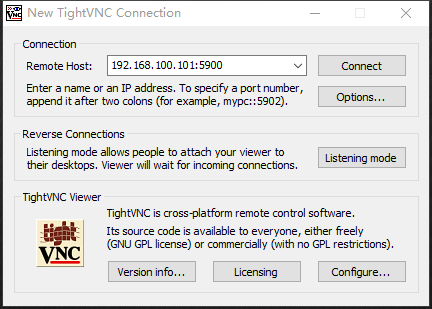 New TightVNC Connection
Connection
Remote Host:
192.168.100.101:5900
Connect
Enter a name or an IP address. To specify a port number,
append it after two colons (for example, mypc::5902).
Options...
Reverse Connections
Listening mode allows people to attach your viewer to
their desktops. Viewer will wait for incoming connections.
Listening mode
TightVNC Viewer
tight
VNC
TightVNC is cross-platform remote control software.
Its source code is available to everyone, either freely
(GNU GPL license) or commercially (with no GPL restrictions).
Version info...
Licensing
Configure...